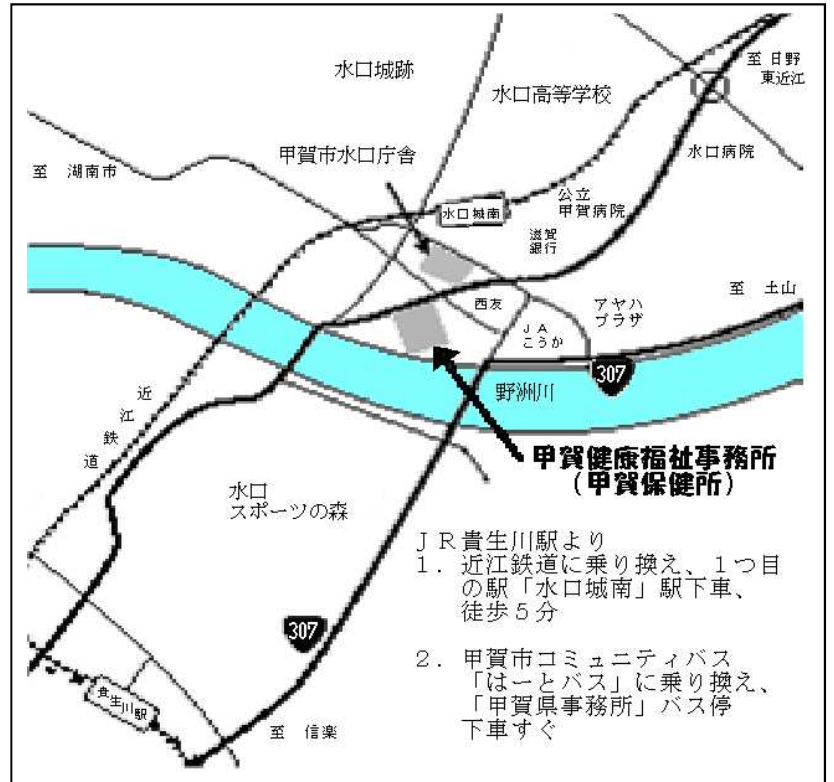 水口城跡
至 日野
東近江
水口高等学校
甲賀市水口庁舎
水口病院
至 湖南市
公立
甲賀病院
水口城南
滋賀
銀行
至 土山
西友
アヤハ
プラザ
JA
こうか
307
野洲川
近江鉄道
甲賀健康福祉事務所
(甲賀保健所)
水口
スポーツの森
JR貴生川駅より
1. 近江鉄道に乗り換え、1つ目
の駅「水口城南」駅下車、
徒歩5分
307
2. 甲賀市コミュニティバス
「はーとバス」に乗り換え、
「甲賀県事務所」バス停
下車すぐ
貴生川駅
至 信楽